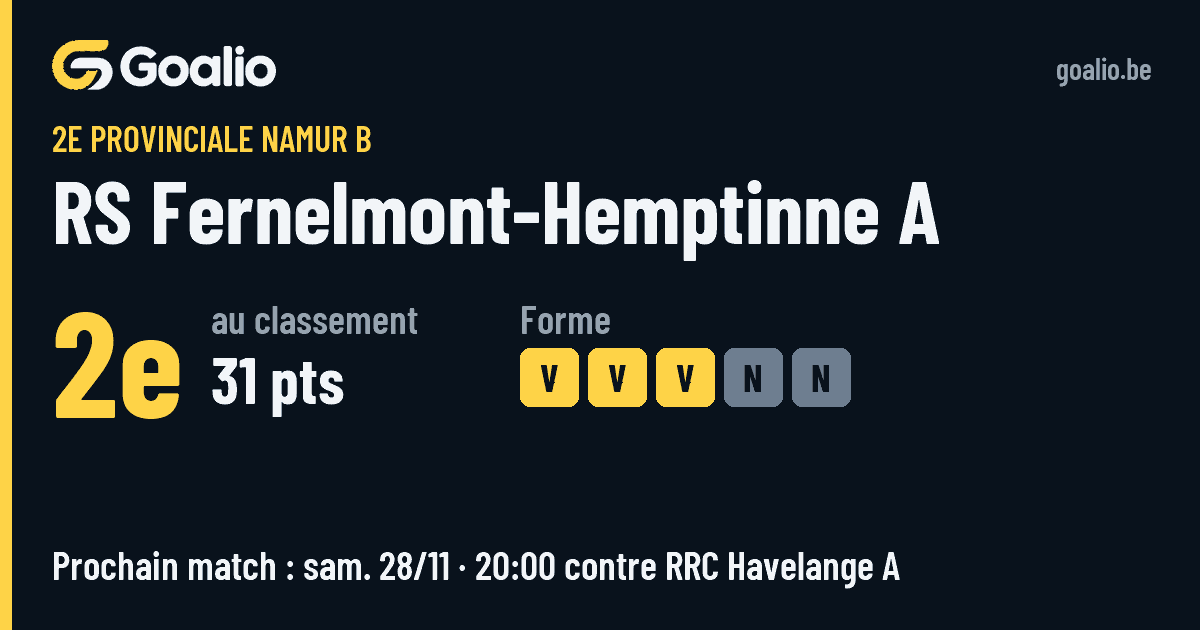 Goalio
goalio.be
2E PROVINCIALE NAMUR B
RS Fernelmont-Hemptinne A
2e
au classement
31 pts
Forme
V V V N N
Prochain match : sam. 28/11 · 20:00 contre RRC Havelange A